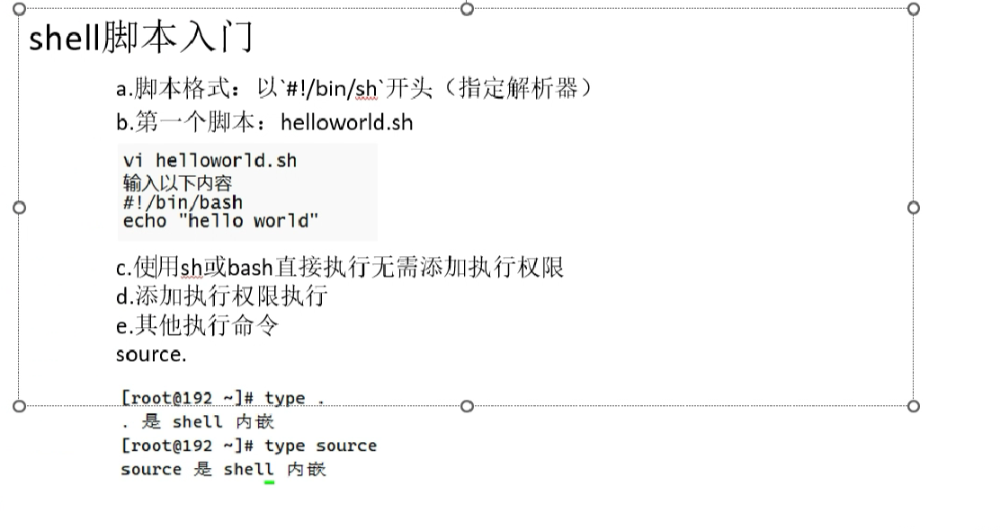 shell脚本入门
a.脚本格式：以`#!/bin/sh`开头（指定解析器）
b.第一个脚本：helloworld.sh
vi helloworld.sh
输入以下内容
#!/bin/bash
echo "hello world"
c.使用sh或bash直接执行无需添加执行权限
d.添加执行权限执行
e.其他执行命令
source.
[root@192 ~]# type .
. 是 shell 内嵌
[root@192 ~]# type source
source 是 shell 内嵌